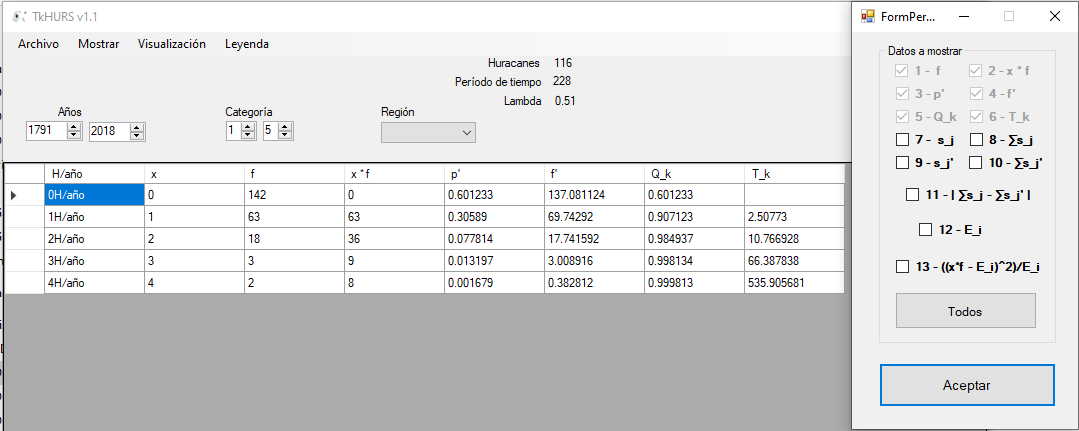 TkHURS v1.1
Archivo Mostrar Visualización Leyenda
Huracanes 116
Período de tiempo 228
Lambda 0.51
Años Categoría Región
1791 2018 1 5
H/año x f x *f p' f' Q_k T_k
0H/año 0 142 0 0.601233 137.081124 0.601233
1H/año 1 63 63 0.30589 69.74292 0.907123 2.50773
2H/año 2 18 36 0.077814 17.741592 0.984937 10.766928
3H/año 3 3 9 0.013197 3.008916 0.998134 66.387838
4H/año 4 2 8 0.001679 0.382812 0.999813 535.905681
FormPer...
Datos a mostrar
1 - f 2 - x * f
3 - p' 4 - f'
5 - Q_k 6 - T_k
7 - s_j 8 - ∑s_j
9 - s_j' 10 - ∑s_j'
11 - | ∑s_j - ∑s_j' |
12 - E_i
13 - ((x*f - E_i)^2)/E_i
Todos
Aceptar